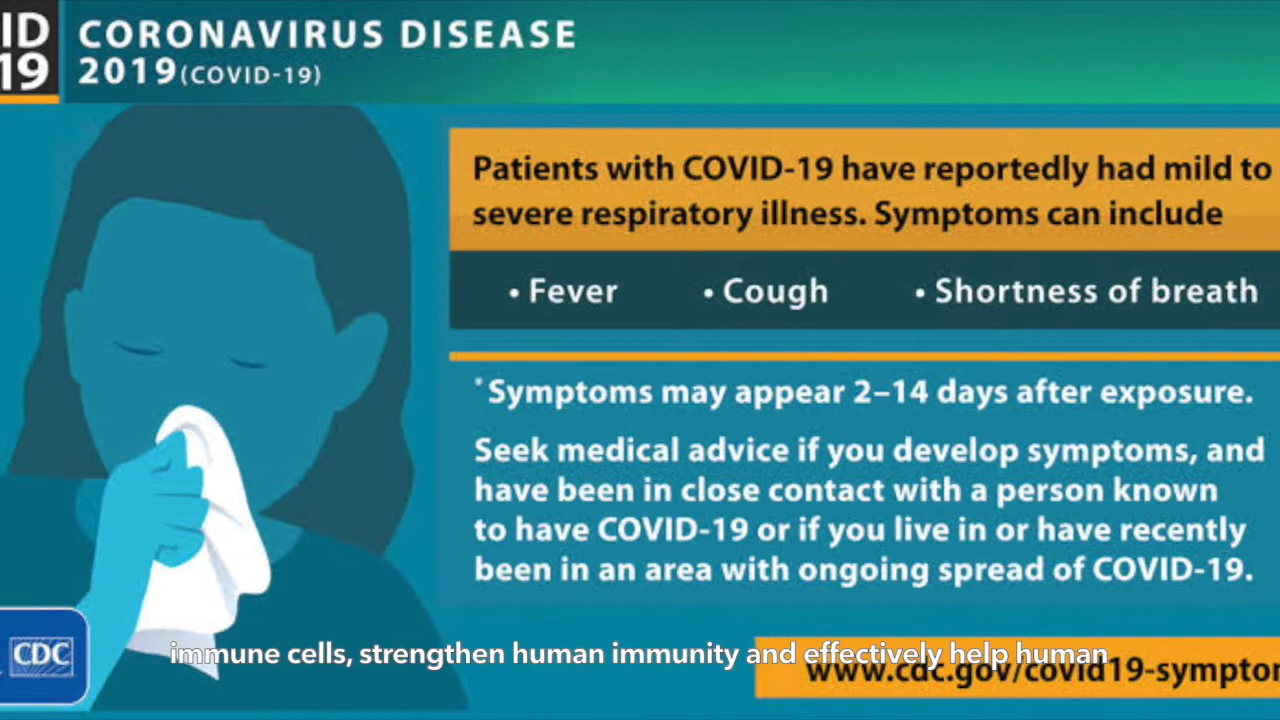 ID
19
CORONAVIRUS DISEASE
2019 (COVID-19)
Patients with COVID-19 have reportedly had mild to
severe respiratory illness. Symptoms can include
• Fever • Cough • Shortness of breath
*Symptoms may appear 2–14 days after exposure.
Seek medical advice if you develop symptoms, and
have been in close contact with a person known
to have COVID-19 or if you live in or have recently
been in an area with ongoing spread of COVID-19.
CDC
immune cells, strengthen human immunity and effectively help human
www.cdc.gov/covid19-sympto